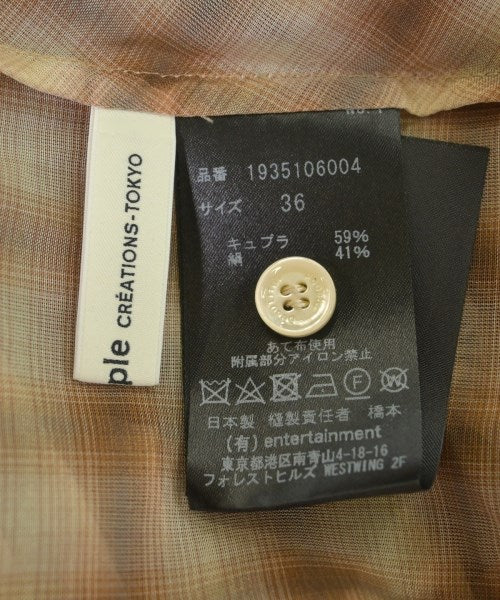 ple CRÉATIONS-TOKYO
品番 1935106004
サイズ 36
キュプラ 59%
絹 41%
あて布使用
附属部分アイロン禁止
日本製 縫製責任者 橋本
(有) entertainment
東京都港区南青山4-18-16
フォレストヒルズ WESTWING 2F